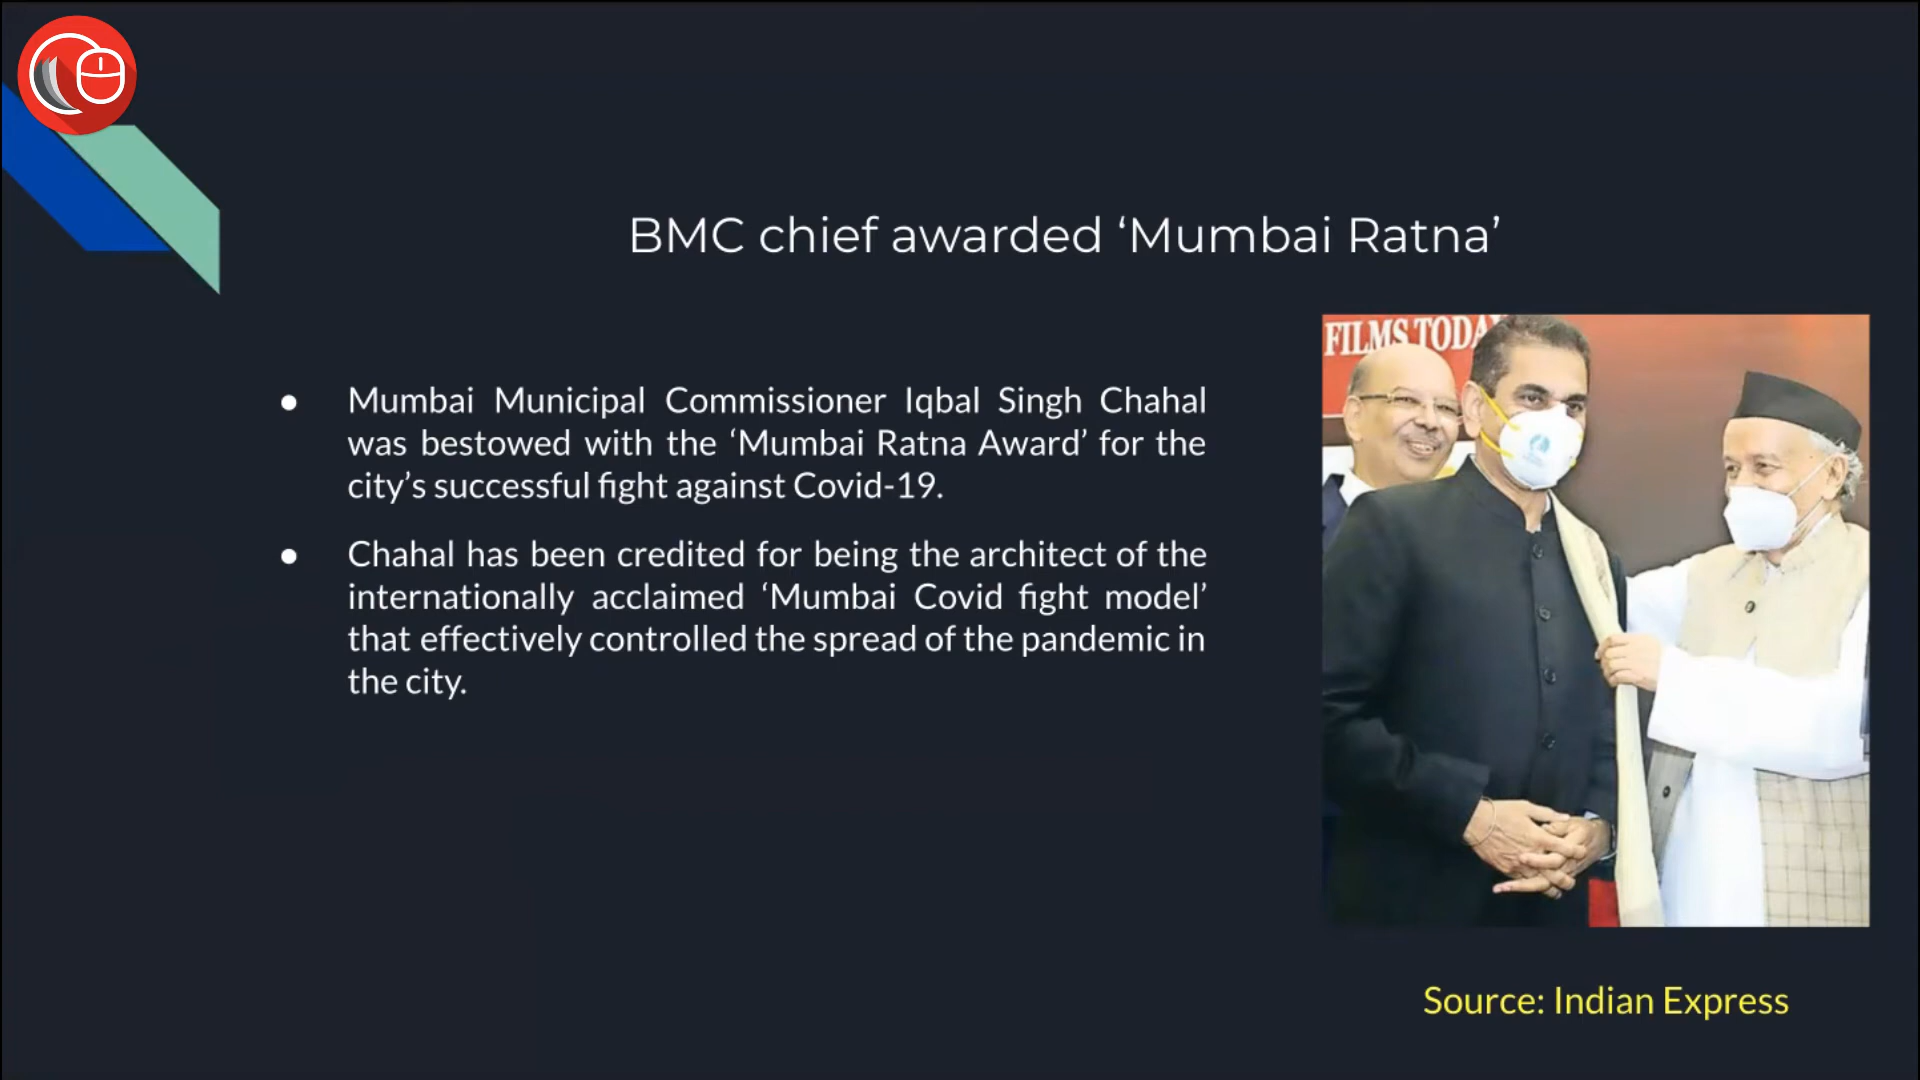 BMC chief awarded ‘Mumbai Ratna’
FILMS TODAY
● Mumbai Municipal Commissioner Iqbal Singh Chahal
was bestowed with the ‘Mumbai Ratna Award’ for the
city’s successful fight against Covid-19.
● Chahal has been credited for being the architect of the
internationally acclaimed ‘Mumbai Covid fight model’
that effectively controlled the spread of the pandemic in
the city.
Source: Indian Express